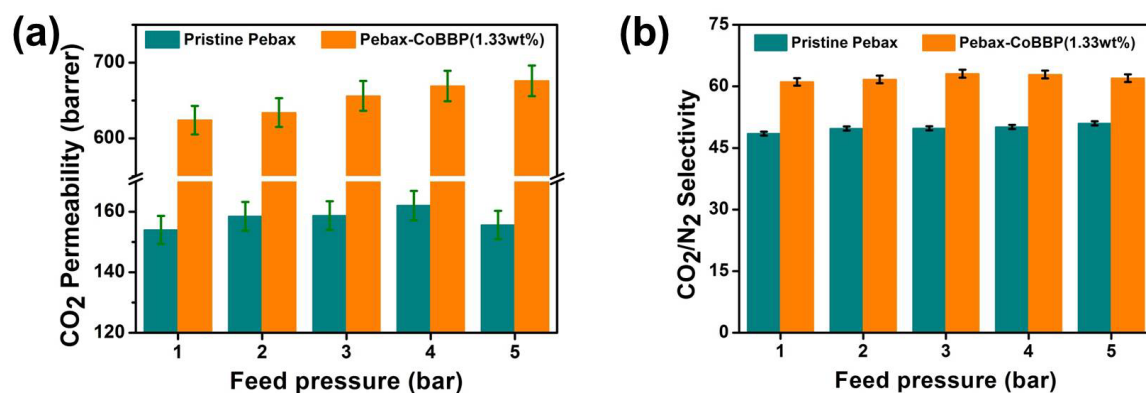 (a)
Pristine Pebax
Pebax-CoBBP(1.33wt%)
CO2 Permeability (barrer)
700
600
160
140
120
1 2 3 4 5
Feed pressure (bar)
(b)
Pristine Pebax
Pebax-CoBBP(1.33wt%)
CO2/N2 Selectivity
75
60
45
30
15
0
1 2 3 4 5
Feed pressure (bar)